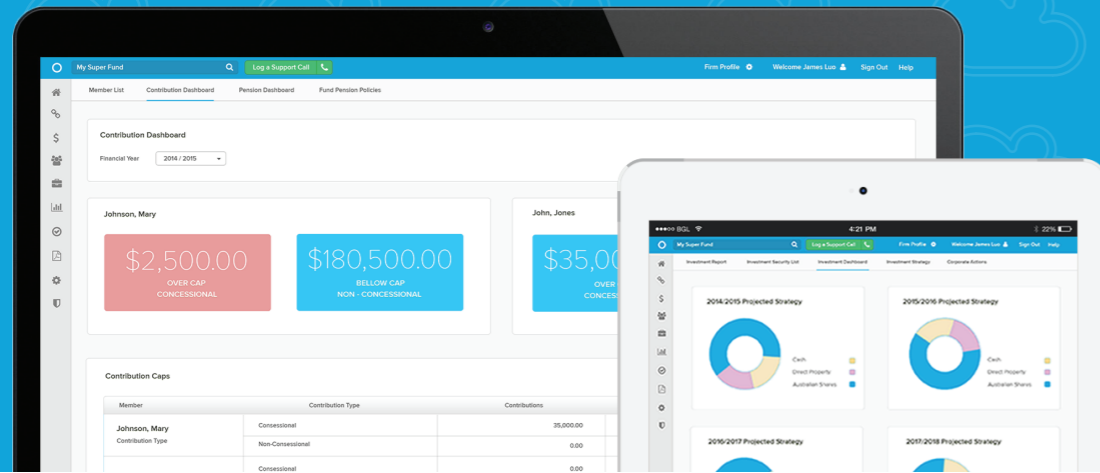 My Super Fund
Log a Support Call
Firm Profile
Welcome James Luo
Sign Out
Help
Member List
Contribution Dashboard
Pension Dashboard
Fund Pension Policies
Contribution Dashboard
Financial Year
2014 / 2015
Johnson, Mary
$2,500.00
OVER CAP
CONCESSIONAL
$180,500.00
BELLOW CAP
NON - CONCESSIONAL
John, Jones
$35,00
OVER
CONCES
Contribution Caps
Member
Contribution Type
Contributions
Johnson, Mary
Contribution Type
Consessional
35,000.00
Non-Concessional
0.00
Consessional
0.00
BGL
4:21 PM
22%
My Super Fund
Log a Support Call
Firm Profile
Welcome James Luo
Sign Out
Help
Investment Report
Investment Security List
Investment Dashboard
Investment Strategy
Corporate Actions
2014/2015 Projected Strategy
Cash
Direct Property
Australian Shares
2015/2016 Projected Strategy
Cash
Direct Property
Australian Shares
2016/2017 Projected Strategy
2017/2018 Projected Strategy